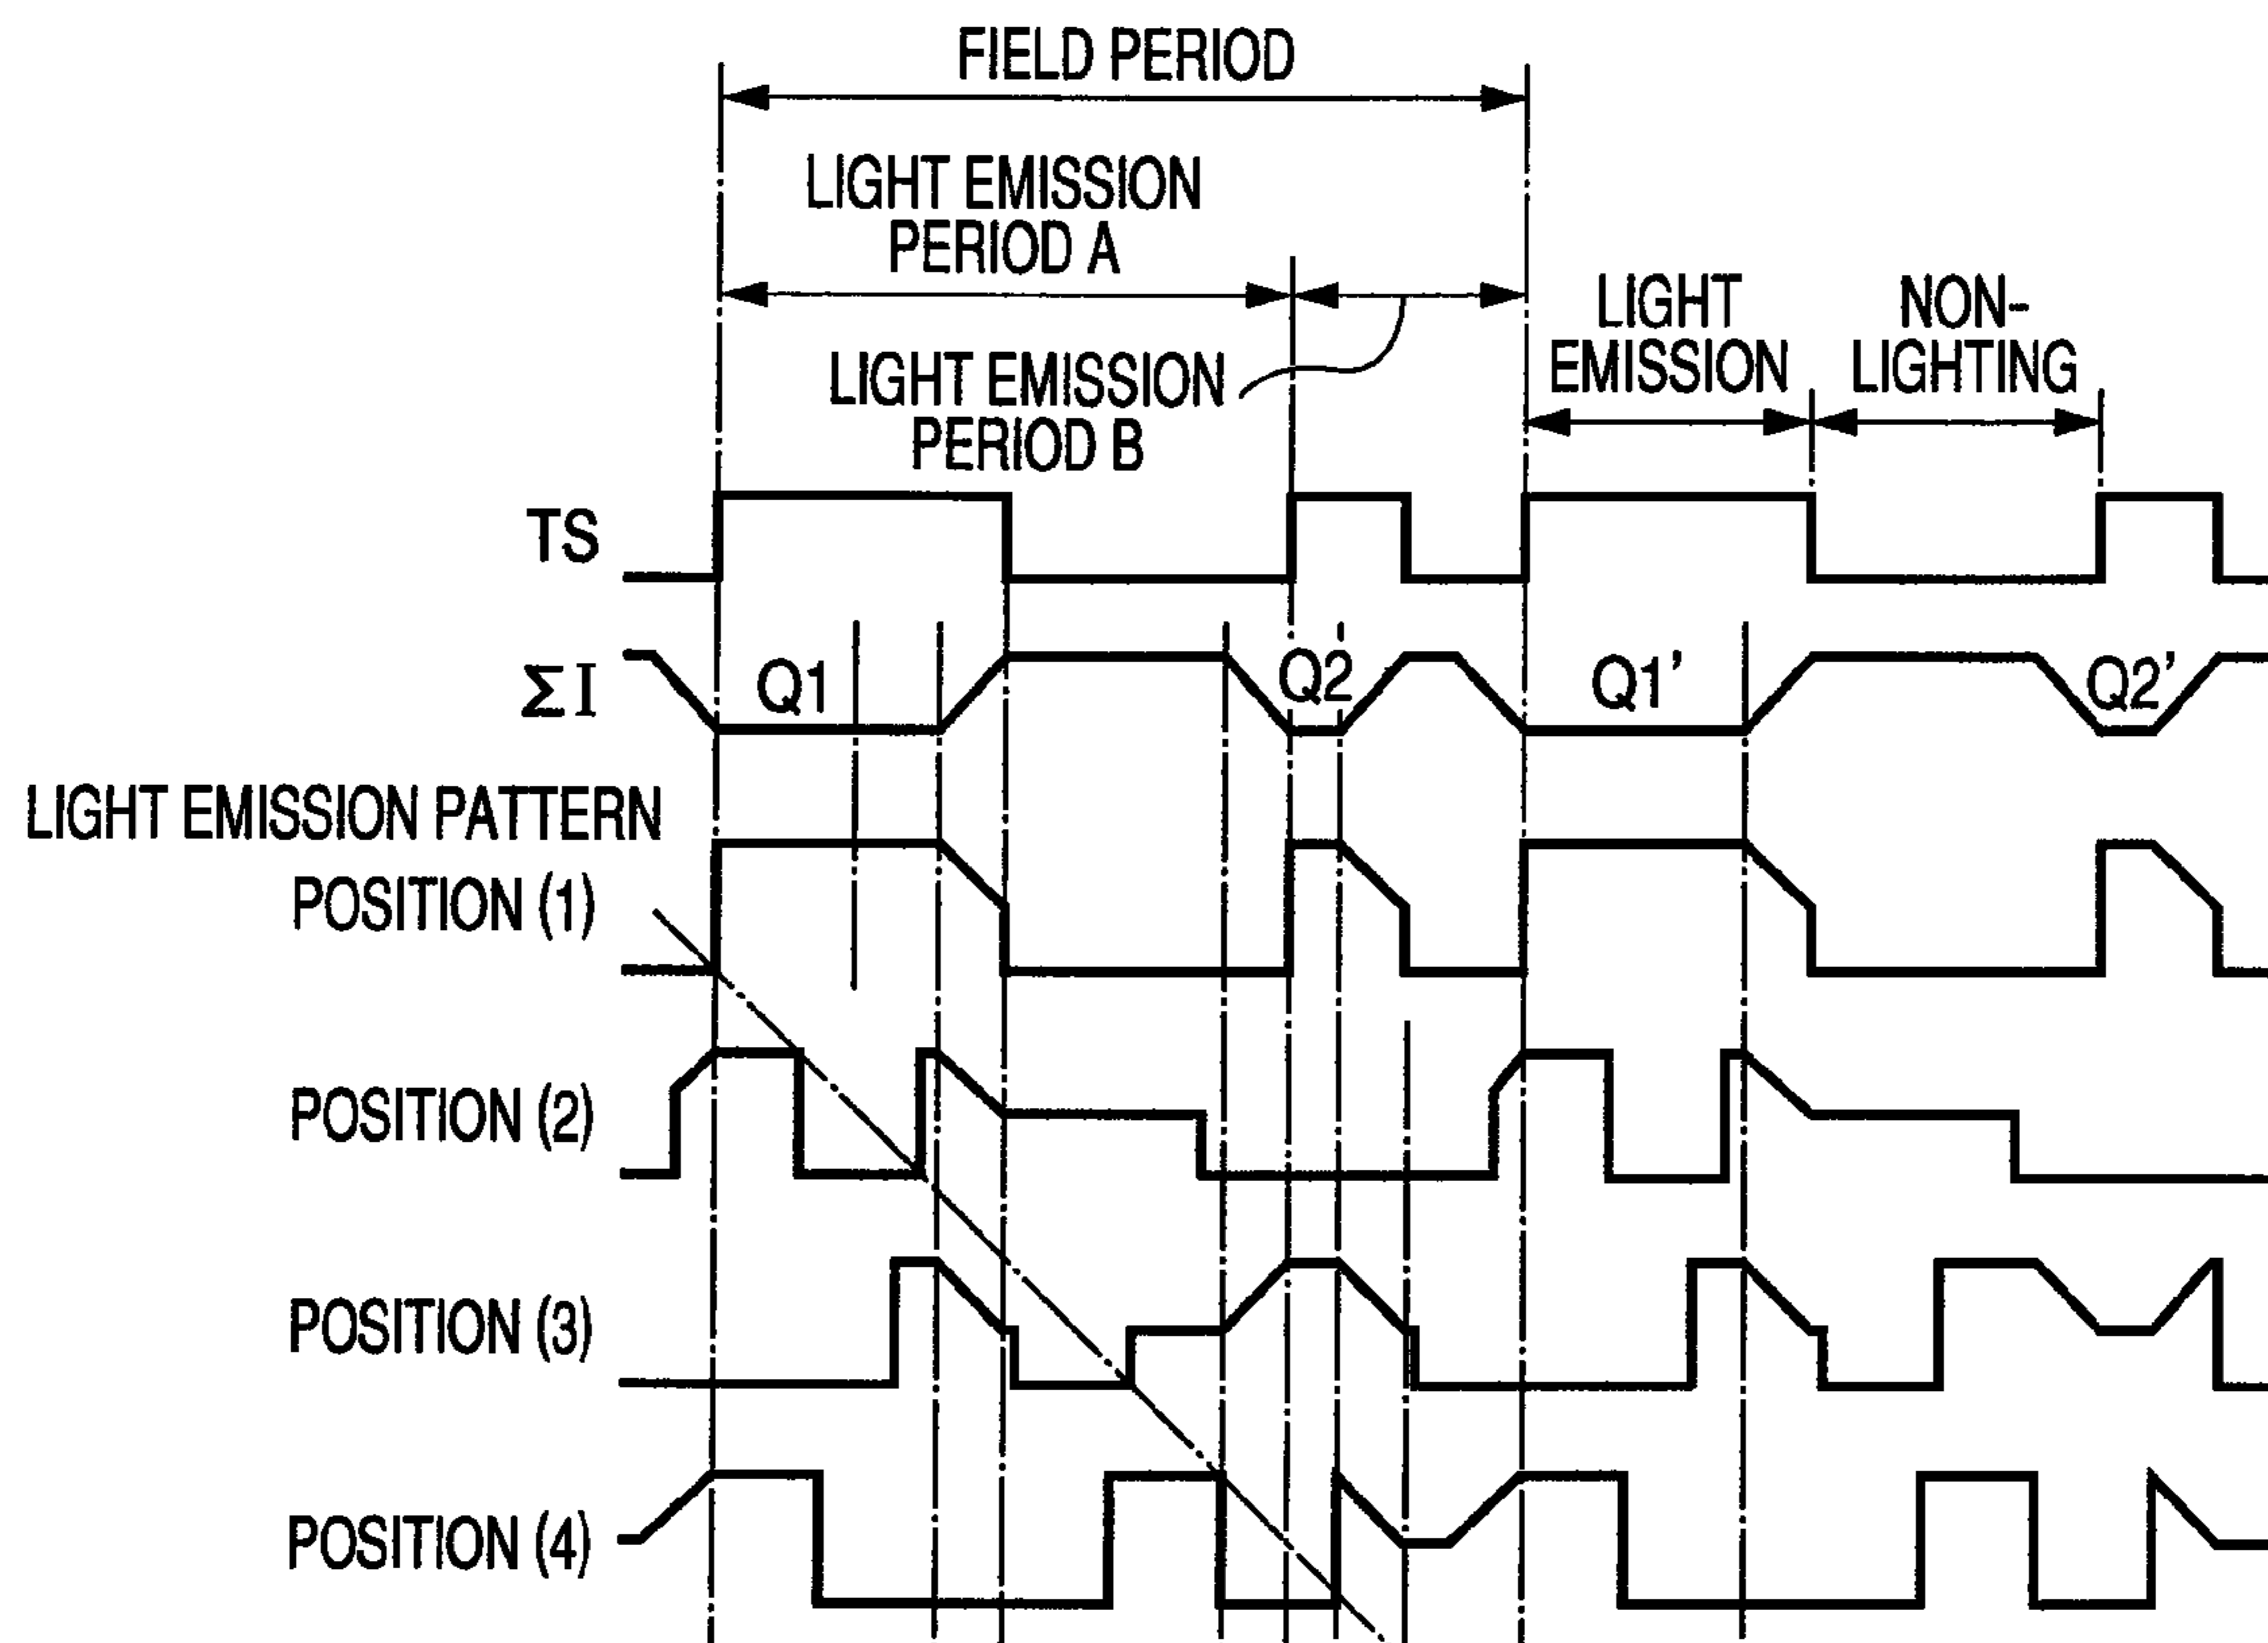 FIELD PERIOD
LIGHT EMISSION
PERIOD A
LIGHT EMISSION
PERIOD B
LIGHT
EMISSION
NON-
LIGHTING
TS
ΣI
Q1
Q2
Q1'
Q2'
LIGHT EMISSION PATTERN
POSITION (1)
POSITION (2)
POSITION (3)
POSITION (4)